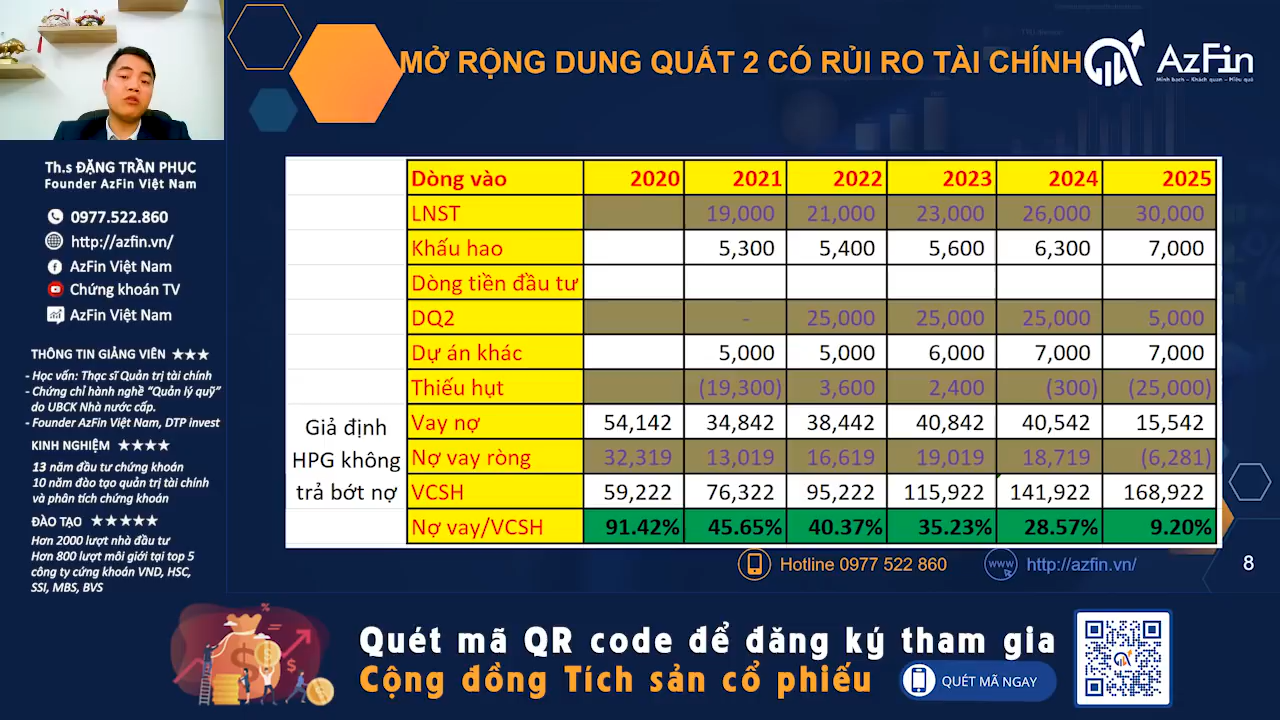 MỞ RỘNG DUNG QUẤT 2 CÓ RỦI RO TÀI CHÍNH
AzFin
Minh bạch - Khách quan - Hiệu quả
Th.s ĐẶNG TRẦN PHỤC
Founder AzFin Việt Nam
0977.522.860
http://azfin.vn/
AzFin Việt Nam
Chứng khoán TV
AzFin Việt Nam
THÔNG TIN GIẢNG VIÊN ★★★
- Học vấn: Thạc sĩ Quản trị tài chính
- Chứng chỉ hành nghề “Quản lý quỹ”
do UBCK Nhà nước cấp.
- Founder AzFin Việt Nam, DTP invest
KINH NGHIỆM ★★★★
13 năm đầu tư chứng khoán
10 năm đào tạo quản trị tài chính
và phân tích chứng khoán
ĐÀO TẠO ★★★★★
Hơn 2000 lượt nhà đầu tư
Hơn 800 lượt môi giới tại top 5
công ty cứng khoán VND, HSC,
SSI, MBS, BVS
Dòng vào 2020 2021 2022 2023 2024 2025
LNST 19,000 21,000 23,000 26,000 30,000
Khấu hao 5,300 5,400 5,600 6,300 7,000
Dòng tiền đầu tư
DQ2 - 25,000 25,000 25,000 5,000
Dự án khác 5,000 5,000 6,000 7,000 7,000
Thiếu hụt (19,300) 3,600 2,400 (300) (25,000)
Vay nợ 54,142 34,842 38,442 40,842 40,542 15,542
Nợ vay ròng 32,319 13,019 16,619 19,019 18,719 (6,281)
VCSH 59,222 76,322 95,222 115,922 141,922 168,922
Nợ vay/VCSH 91.42% 45.65% 40.37% 35.23% 28.57% 9.20%
Giả định
HPG không
trả bớt nợ
Hotline 0977 522 860
www
http://azfin.vn/
8
Quét mã QR code để đăng ký tham gia
Cộng đồng Tích sản cổ phiếu
QUÉT MÃ NGAY